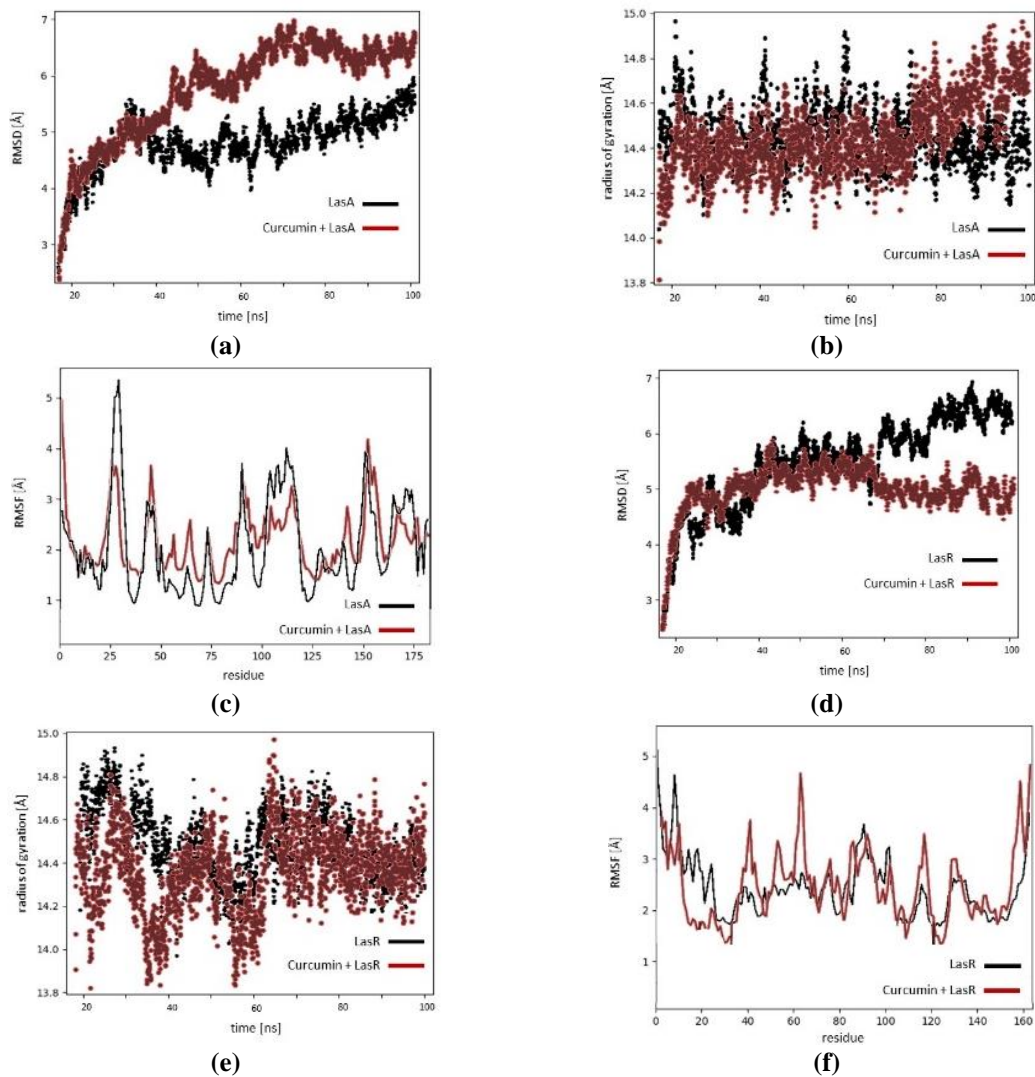 7
6
5
4
3
RMSD [Å]
20 40 60 80 100
time [ns]
LasA
Curcumin + LasA
(a)
15.0
14.8
14.6
14.4
14.2
14.0
13.8
radius of gyration [Å]
20 40 60 80 100
time [ns]
LasA
Curcumin + LasA
(b)
5
4
3
2
1
RMSF [Å]
0 25 50 75 100 125 150 175
residue
LasA
Curcumin + LasA
(c)
7
6
5
4
3
RMSD [Å]
20 40 60 80 100
time [ns]
LasR
Curcumin + LasR
(d)
15.0
14.8
14.6
14.4
14.2
14.0
13.8
radius of gyration [Å]
20 40 60 80 100
time [ns]
LasR
Curcumin + LasR
(e)
5
4
3
2
1
RMSF [Å]
0 20 40 60 80 100 120 140 160
residue
LasR
Curcumin + LasR
(f)